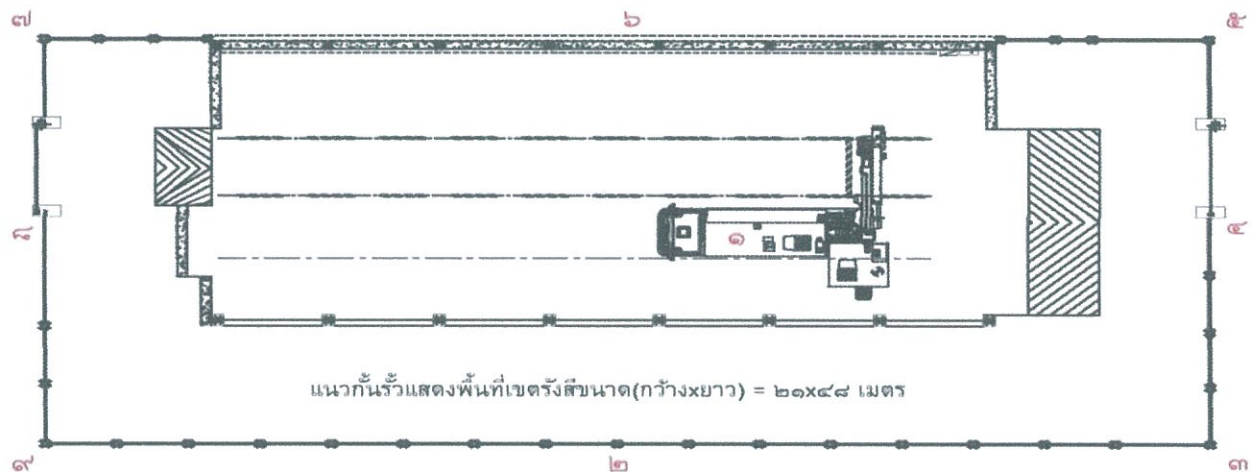 ๗ ๖ ๕
๘ ๑ ๔
แนวกั้นรั้วแสดงพื้นที่เขตรังสีขนาด(กว้างxยาว) = ๒๑x๔๘ เมตร
๙ ๒ ๓